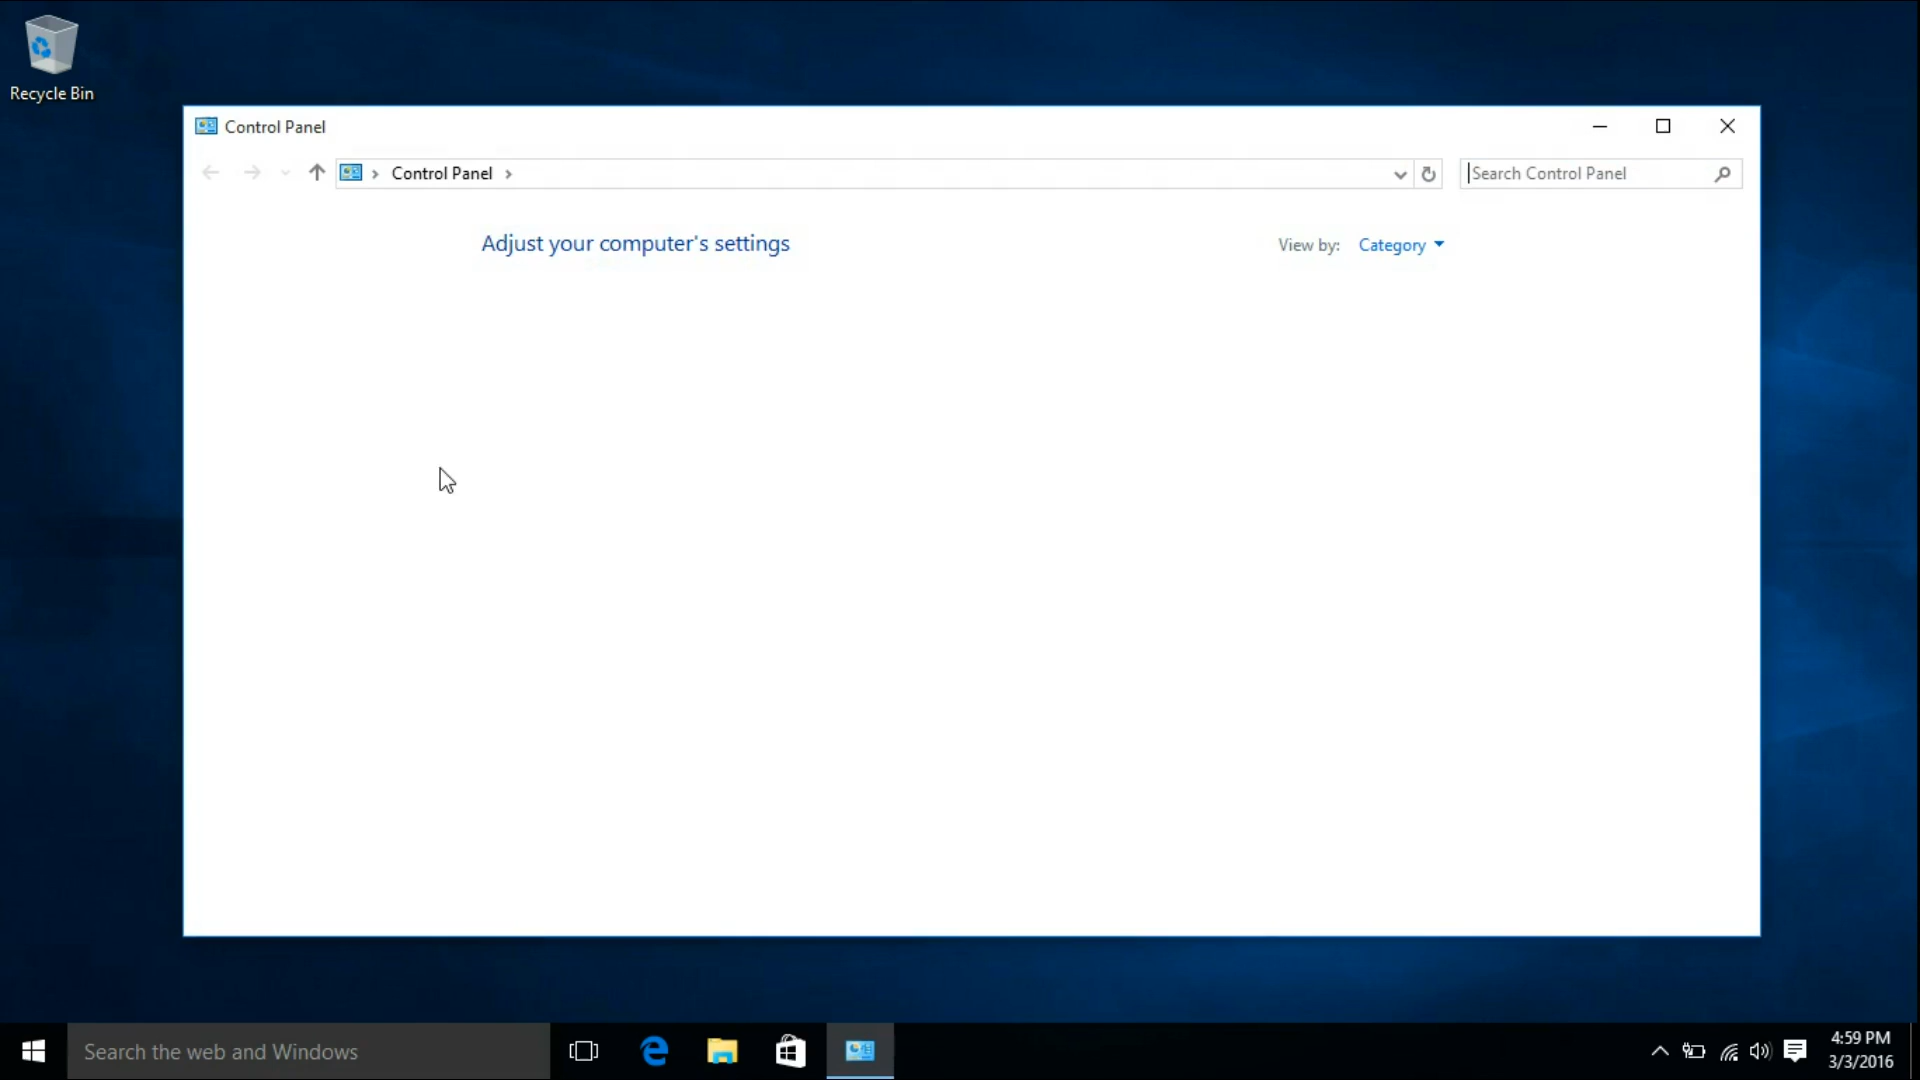 Recycle Bin
Control Panel
Control Panel
Search Control Panel
Adjust your computer's settings
View by: Category
Search the web and Windows
4:59 PM
3/3/2016